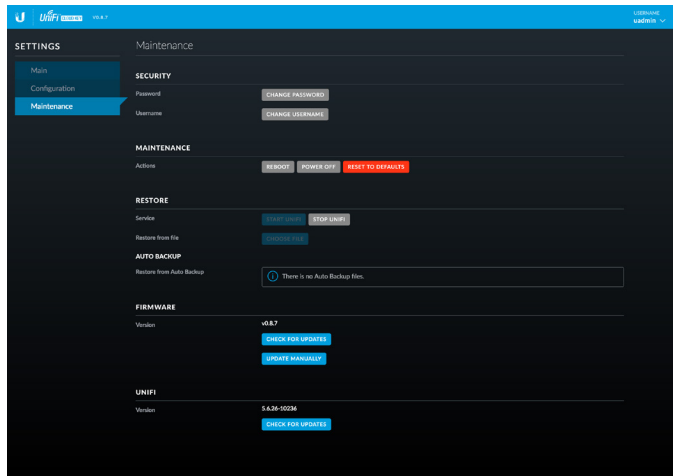 U UniFi CLOUD KEY V0.8.7
USERNAME
uadmin
SETTINGS
Main
Configuration
Maintenance
Maintenance
SECURITY
Password CHANGE PASSWORD
Username CHANGE USERNAME
MAINTENANCE
Actions REBOOT POWER OFF RESET TO DEFAULTS
RESTORE
Service START UNIFI STOP UNIFI
Restore from file CHOOSE FILE
AUTO BACKUP
Restore from Auto Backup There is no Auto Backup files.
FIRMWARE
Version v0.8.7
CHECK FOR UPDATES
UPDATE MANUALLY
UNIFI
Version 5.6.26-10236
CHECK FOR UPDATES